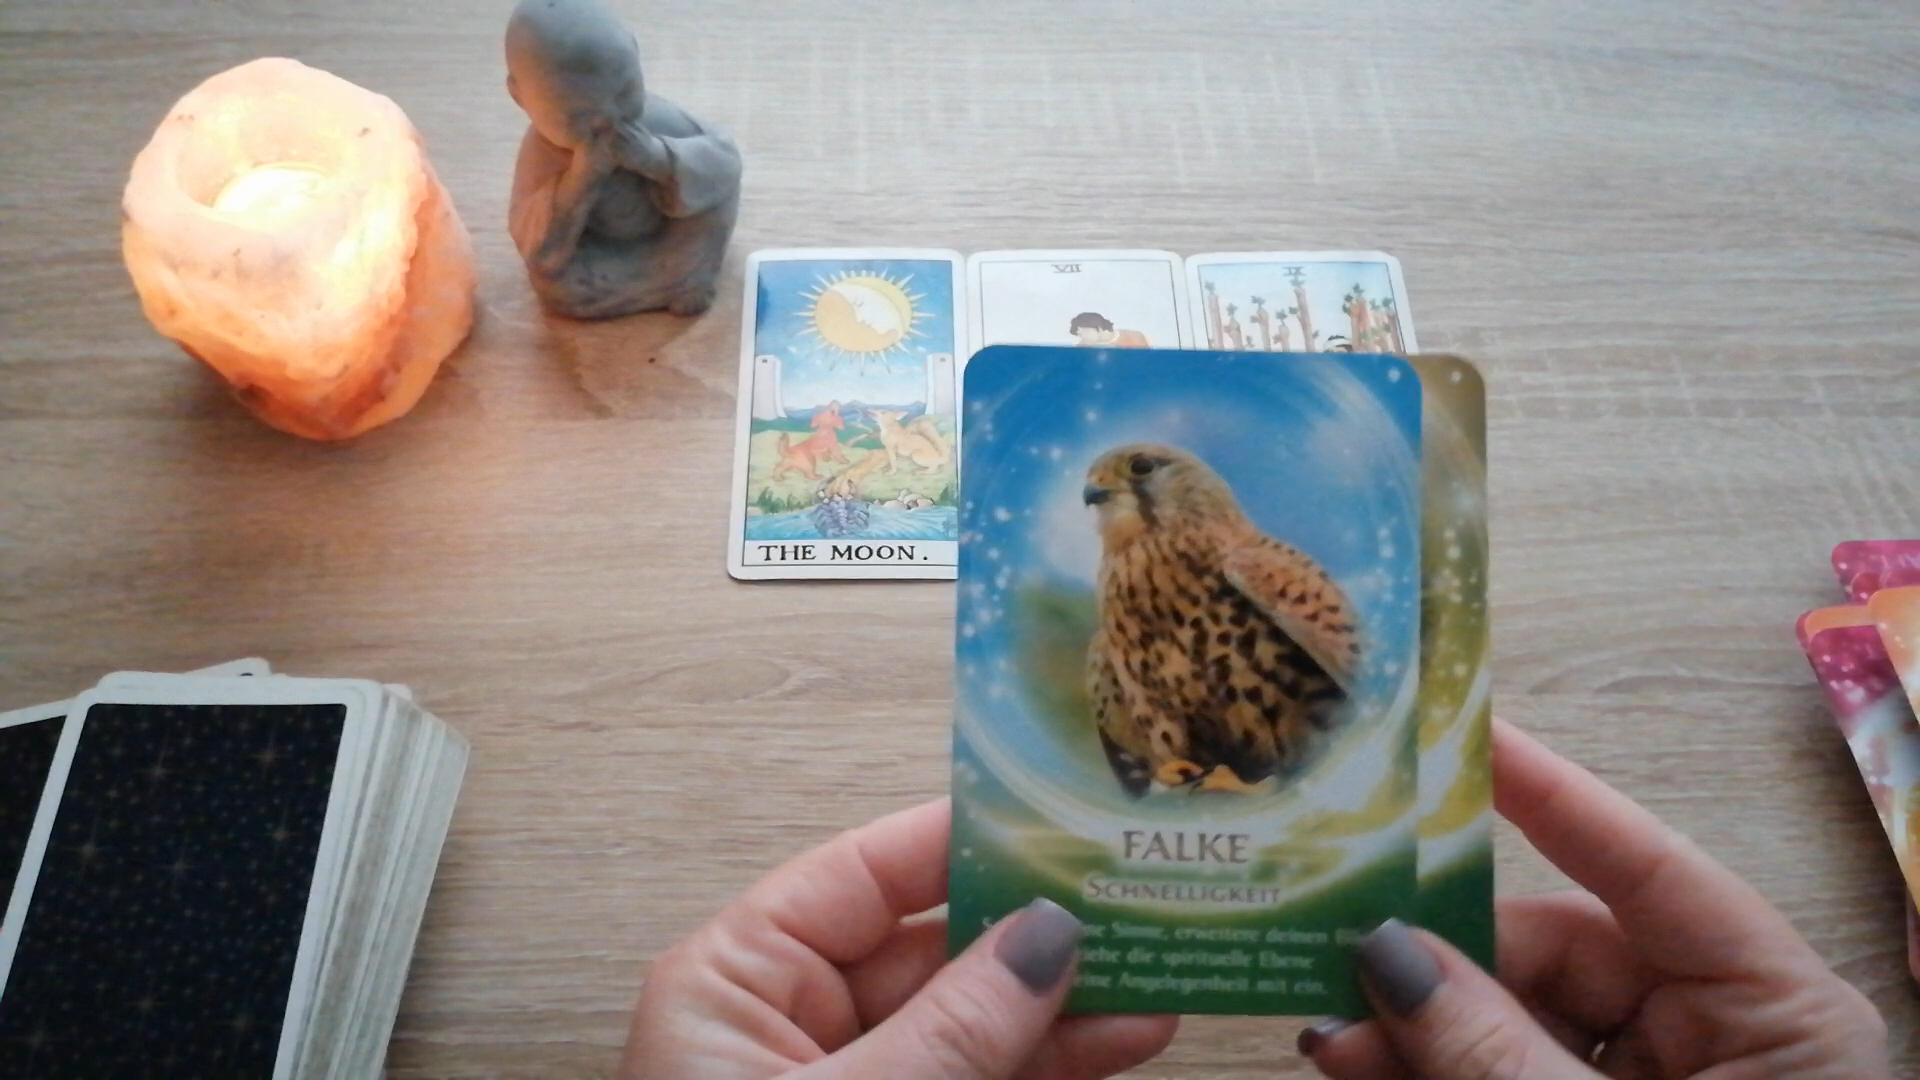 VII
IX
THE MOON.
FALKE
SCHNELLIGKEIT
Sinne, erweitere deinen
die spirituelle Ebene
Angelegenheit mit ein.